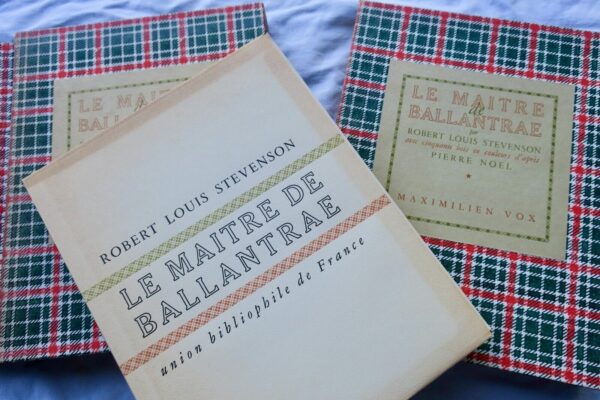 LE MAITRE
BALLANTRAE
ROBERT LOUIS STEVENSON
LE MAITRE DE
BALLANTRAE
union bibliophile de France
LE MAITRE
de
BALLANTRAE
par
ROBERT LOUIS STEVENSON
avec cinquante bois en couleurs d'après
PIERRE NOEL
MAXIMILIEN VOX